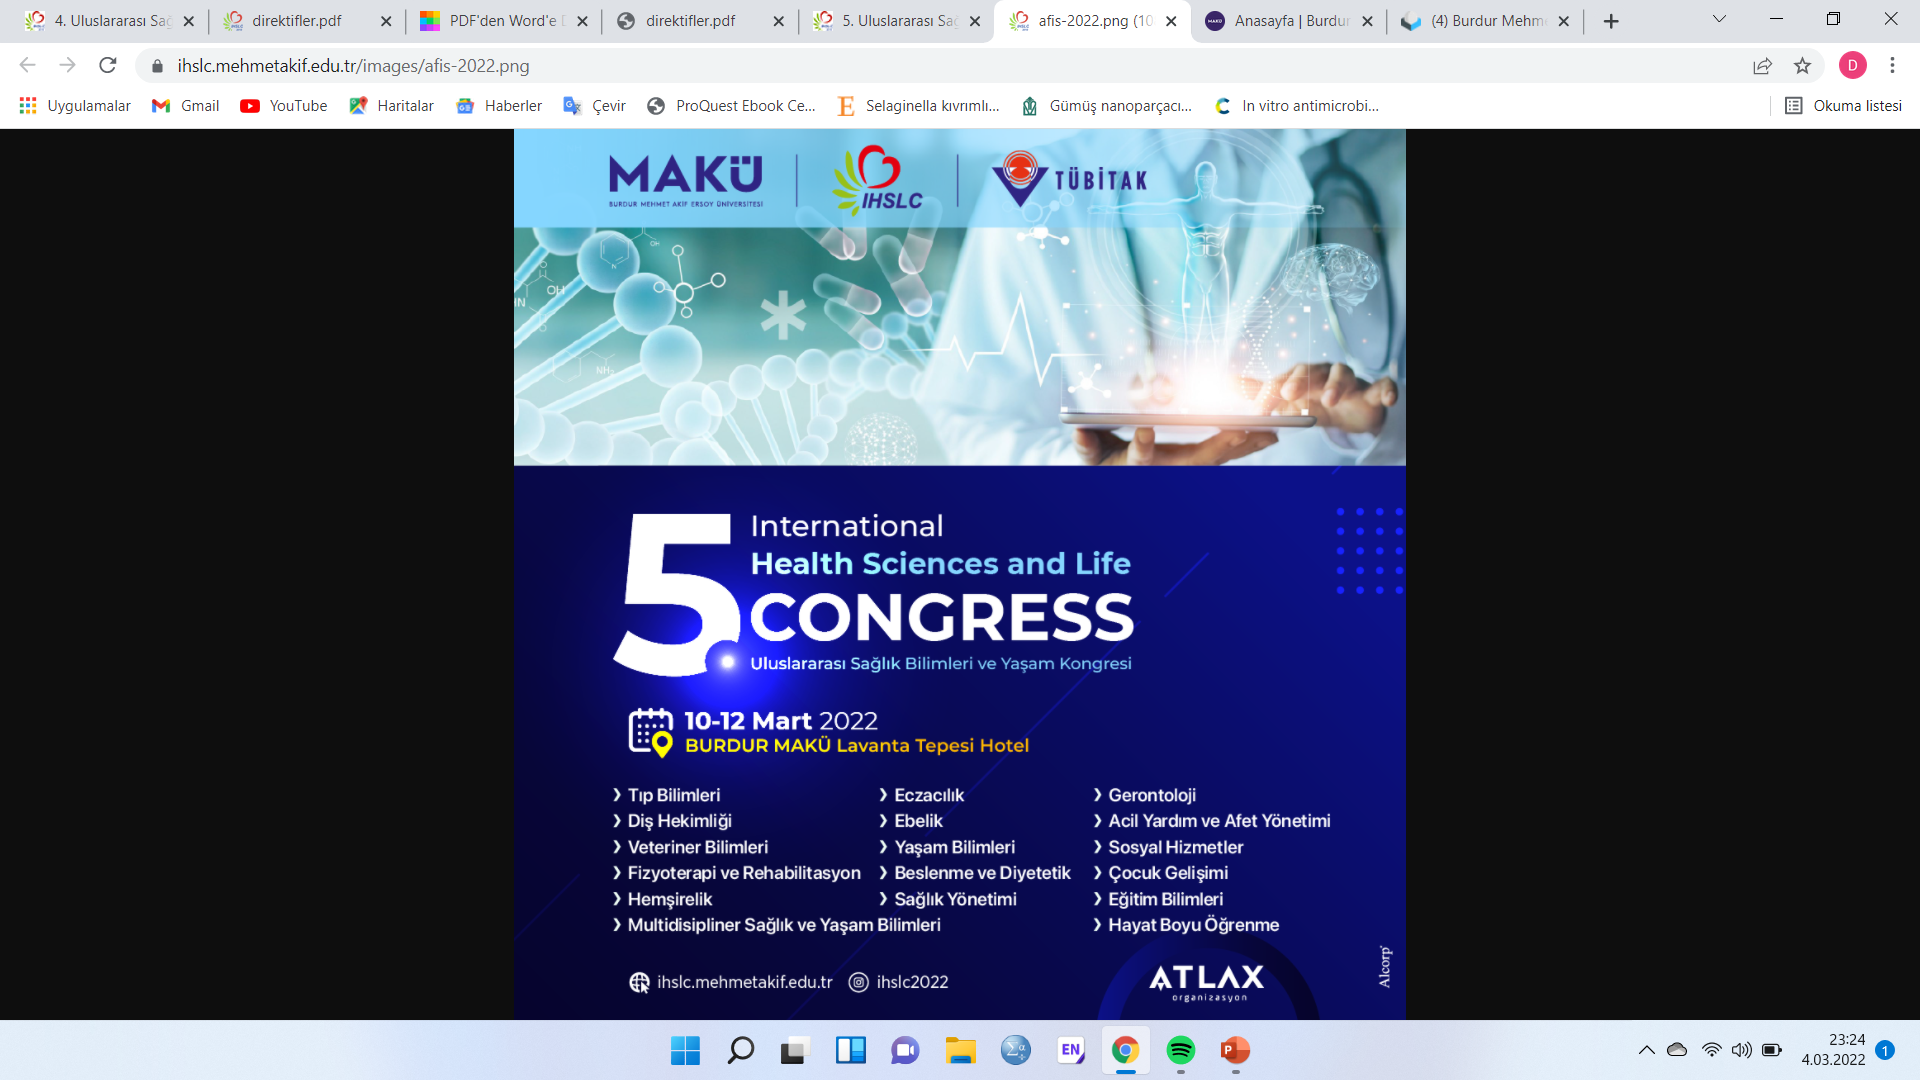 4. Uluslararası Sağ
direktifler.pdf
PDF'den Word'e D
direktifler.pdf
5. Uluslararası Sağ
afis-2022.png (10
Anasayfa | Burdur
(4) Burdur Mehme
ihslc.mehmetakif.edu.tr/images/afis-2022.png
D
Uygulamalar
Gmail
YouTube
Haritalar
Haberler
Çevir
ProQuest Ebook Ce...
Selaginella kıvrımlı...
Gümüş nanoparçacı...
In vitro antimicrobi...
Okuma listesi
MAKÜ
BURDUR MEHMET AKİF ERSOY ÜNİVERSİTESİ
IHSLC
TÜBİTAK
OH
N
OH
HN
NH₂
5. International
Health Sciences and Life
CONGRESS
Uluslararası Sağlık Bilimleri ve Yaşam Kongresi
10-12 Mart 2022
BURDUR MAKÜ Lavanta Tepesi Hotel
❯ Tıp Bilimleri
❯ Diş Hekimliği
❯ Veteriner Bilimleri
❯ Fizyoterapi ve Rehabilitasyon
❯ Hemşirelik
❯ Multidisipliner Sağlık ve Yaşam Bilimleri
❯ Eczacılık
❯ Ebelik
❯ Yaşam Bilimleri
❯ Beslenme ve Diyetetik
❯ Sağlık Yönetimi
❯ Gerontoloji
❯ Acil Yardım ve Afet Yönetimi
❯ Sosyal Hizmetler
❯ Çocuk Gelişimi
❯ Eğitim Bilimleri
❯ Hayat Boyu Öğrenme
ihslc.mehmetakif.edu.tr
ihslc2022
ATLAX
organizasyon
Alcorp
EN
23:24
4.03.2022
1